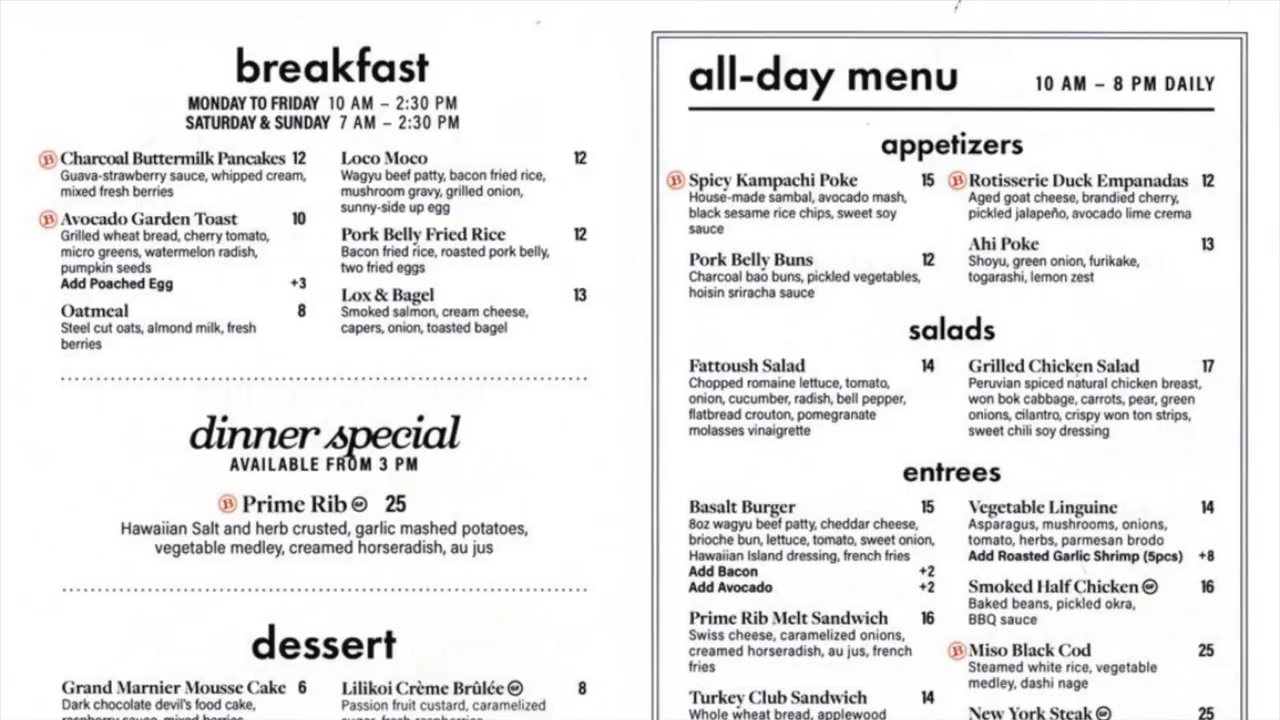 breakfast
MONDAY TO FRIDAY 10 AM – 2:30 PM
SATURDAY & SUNDAY 7 AM – 2:30 PM
B Charcoal Buttermilk Pancakes 12
Guava-strawberry sauce, whipped cream,
mixed fresh berries
B Avocado Garden Toast 10
Grilled wheat bread, cherry tomato,
micro greens, watermelon radish,
pumpkin seeds
Add Poached Egg +3
Oatmeal 8
Steel cut oats, almond milk, fresh
berries
Loco Moco 12
Wagyu beef patty, bacon fried rice,
mushroom gravy, grilled onion,
sunny-side up egg
Pork Belly Fried Rice 12
Bacon fried rice, roasted pork belly,
two fried eggs
Lox & Bagel 13
Smoked salmon, cream cheese,
capers, onion, toasted bagel
dinner special
AVAILABLE FROM 3 PM
B Prime Rib GF 25
Hawaiian Salt and herb crusted, garlic mashed potatoes,
vegetable medley, creamed horseradish, au jus
dessert
Grand Marnier Mousse Cake 6
Dark chocolate devil's food cake,
raspberry sauce, mixed berries
Lilikoi Crème Brûlée GF 8
Passion fruit custard, caramelized
sugar, fresh raspberries
all-day menu 10 AM – 8 PM DAILY
appetizers
B Spicy Kampachi Poke 15
House-made sambal, avocado mash,
black sesame rice chips, sweet soy
sauce
Pork Belly Buns 12
Charcoal bao buns, pickled vegetables,
hoisin sriracha sauce
B Rotisserie Duck Empanadas 12
Aged goat cheese, brandied cherry,
pickled jalapeño, avocado lime crema
Ahi Poke 13
Shoyu, green onion, furikake,
togarashi, lemon zest
salads
Fattoush Salad 14
Chopped romaine lettuce, tomato,
onion, cucumber, radish, bell pepper,
flatbread crouton, pomegranate
molasses vinaigrette
Grilled Chicken Salad 17
Peruvian spiced natural chicken breast,
won bok cabbage, carrots, pear, green
onions, cilantro, crispy won ton strips,
sweet chili soy dressing
entrees
Basalt Burger 15
8oz wagyu beef patty, cheddar cheese,
brioche bun, lettuce, tomato, sweet onion,
Hawaiian Island dressing, french fries
Add Bacon +2
Add Avocado +2
Prime Rib Melt Sandwich 16
Swiss cheese, caramelized onions,
creamed horseradish, au jus, french
fries
Turkey Club Sandwich 14
Whole wheat bread, applewood
Vegetable Linguine 14
Asparagus, mushrooms, onions,
tomato, herbs, parmesan brodo
Add Roasted Garlic Shrimp (5pcs) +8
Smoked Half Chicken GF 16
Baked beans, pickled okra,
BBQ sauce
B Miso Black Cod 25
Steamed white rice, vegetable
medley, dashi nage
New York Steak GF 25